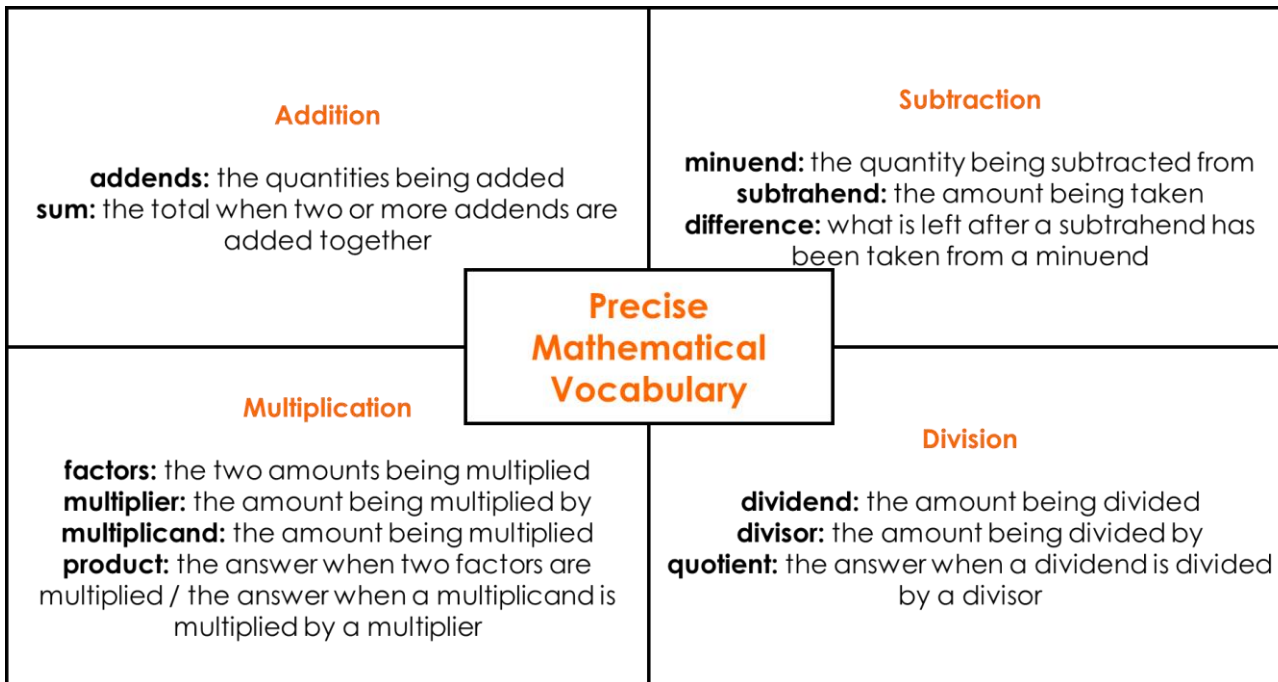 Addition
addends: the quantities being added
sum: the total when two or more addends are
added together
Subtraction
minuend: the quantity being subtracted from
subtrahend: the amount being taken
difference: what is left after a subtrahend has
been taken from a minuend
Precise
Mathematical
Vocabulary
Multiplication
factors: the two amounts being multiplied
multiplier: the amount being multiplied by
multiplicand: the amount being multiplied
product: the answer when two factors are
multiplied / the answer when a multiplicand is
multiplied by a multiplier
Division
dividend: the amount being divided
divisor: the amount being divided by
quotient: the answer when a dividend is divided
by a divisor